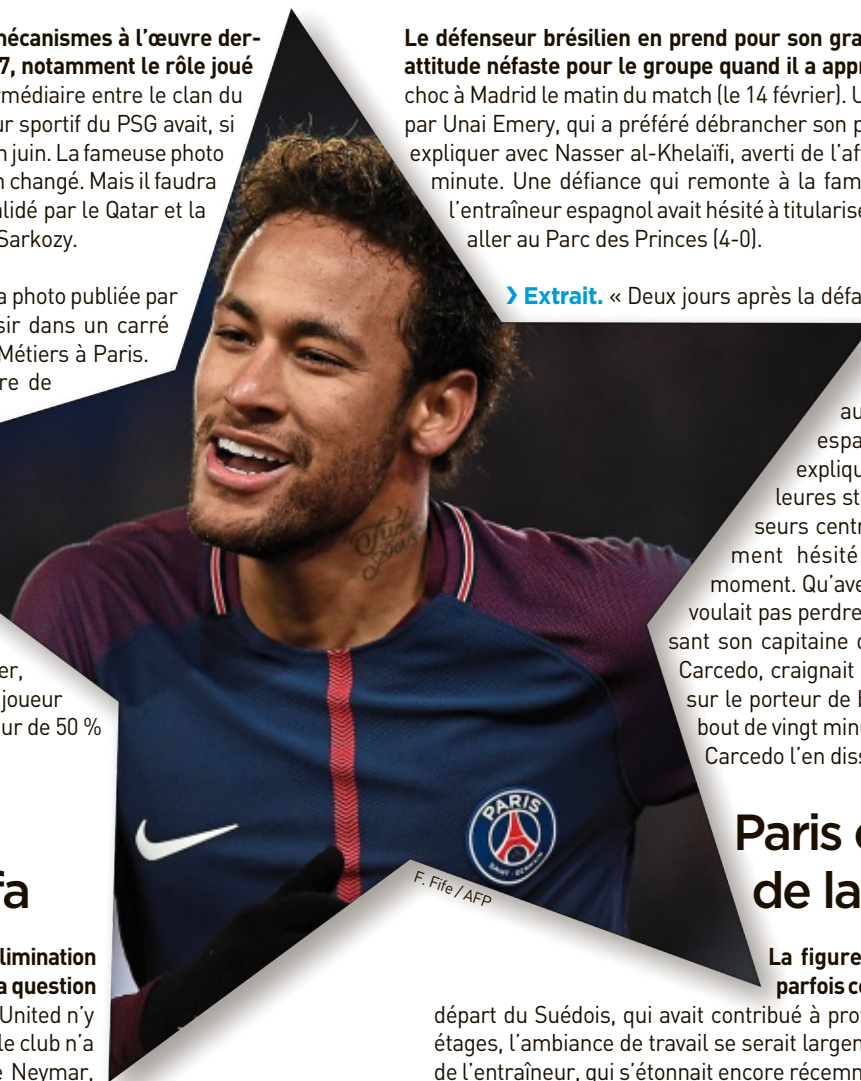 mécanismes à l’œuvre der-
7, notamment le rôle joué
rmédiaire entre le clan du
ur sportif du PSG avait, si
n juin. La fameuse photo
n changé. Mais il faudra
alidé par le Qatar et la
Sarkozy.
a photo publiée par
sir dans un carré
Métiers à Paris.
re de
er,
joueur
ur de 50 %
fa
limination
a question
United n’y
le club n’a
e Neymar,
Le défenseur brésilien en prend pour son gra
attitude néfaste pour le groupe quand il a appr
choc à Madrid le matin du match (le 14 février). U
par Unai Emery, qui a préféré débrancher son p
expliquer avec Nasser al-Khelaïfi, averti de l’aff
minute. Une défiance qui remonte à la fam
l’entraîneur espagnol avait hésité à titularise
aller au Parc des Princes (4-0).
› Extrait. « Deux jours après la défa
au
espa
expliqu
leures st
seurs centr
ment hésité
moment. Qu’ave
voulait pas perdre
sant son capitaine d
Carcedo, craignait
sur le porteur de b
bout de vingt minu
Carcedo l’en diss
PARIS
SAINT-GERMAIN
F. Fife / AFP
Paris
de la
La figure
parfois co
départ du Suédois, qui avait contribué à prof
étages, l’ambiance de travail se serait largem
de l’entraîneur, qui s’étonnait encore récemm